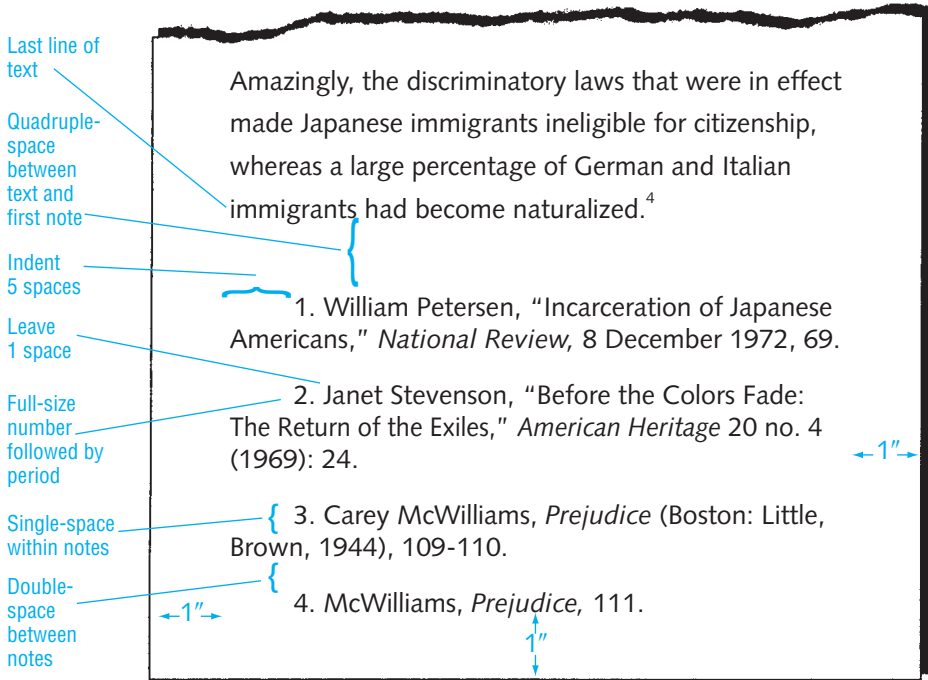 Last line of
text
Quadruple-
space
between
text and
first note
Indent
5 spaces
Leave
1 space
Full-size
number
followed by
period
Single-space
within notes
Double-
space
between
notes
Amazingly, the discriminatory laws that were in effect
made Japanese immigrants ineligible for citizenship,
whereas a large percentage of German and Italian
immigrants had become naturalized.⁴
1. William Petersen, “Incarceration of Japanese
Americans,” National Review, 8 December 1972, 69.
2. Janet Stevenson, “Before the Colors Fade:
The Return of the Exiles,” American Heritage 20 no. 4
(1969): 24.
1″
3. Carey McWilliams, Prejudice (Boston: Little,
Brown, 1944), 109-110.
4. McWilliams, Prejudice, 111.
1″
1″